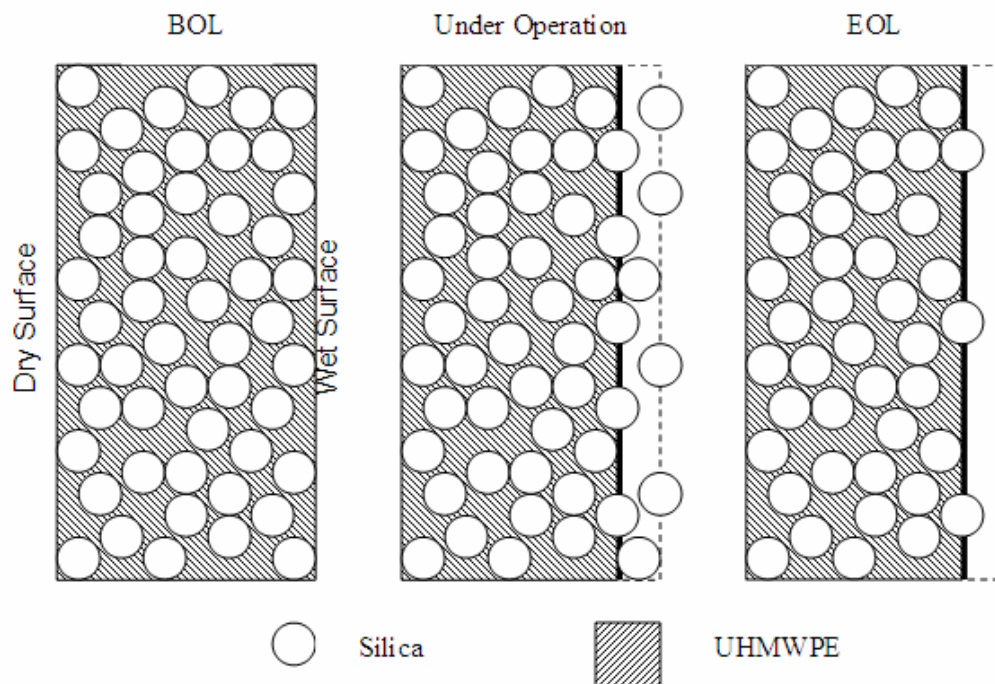 BOL
Under Operation
EOL
Dry Surface
Wet Surface
Silica
UHMWPE